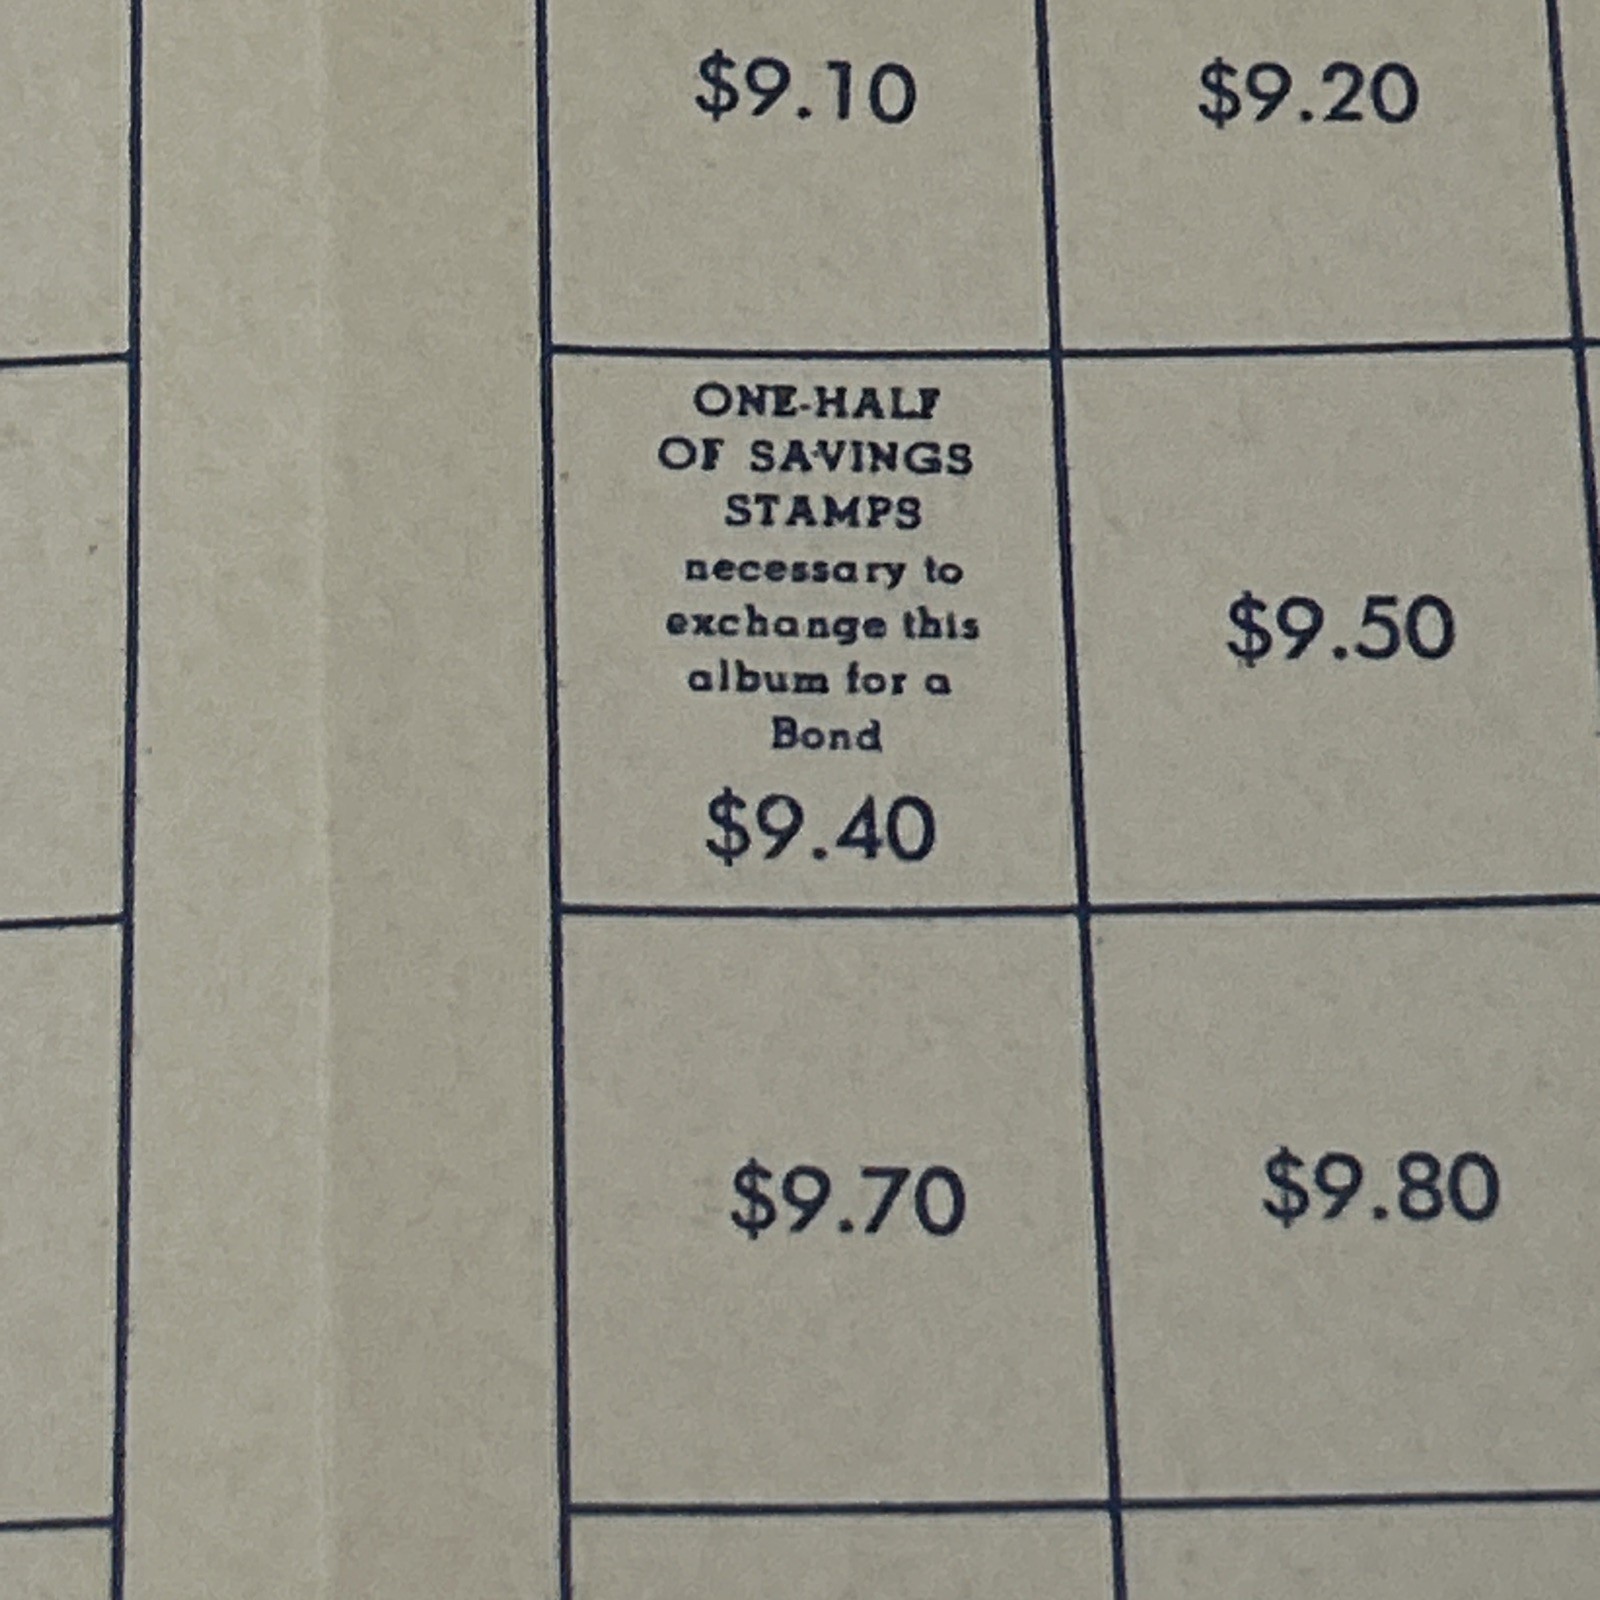 $9.10 $9.20
ONE-HALF
OF SAVINGS
STAMPS
necessary to
exchange this
album for a
Bond
$9.40
$9.50
$9.70 $9.80